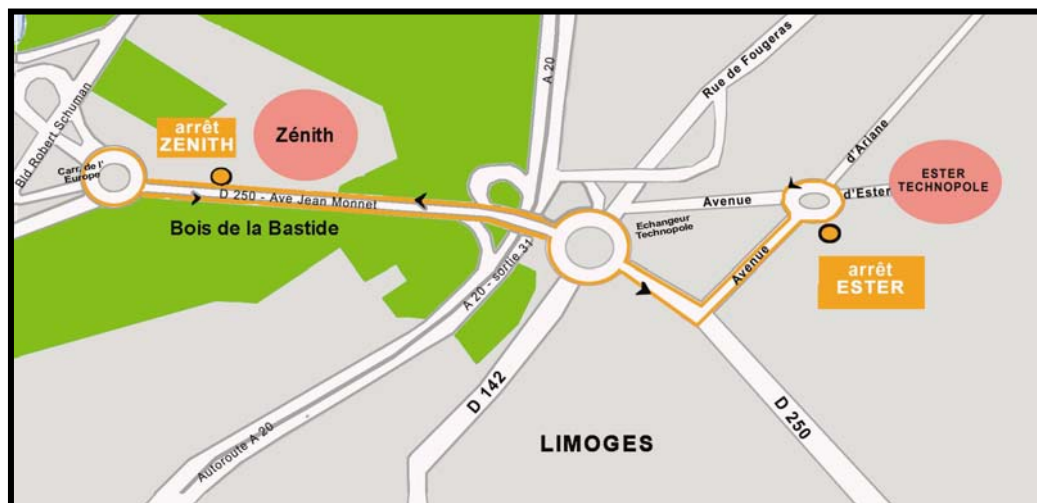 Bld Robert Schuman
Carr. de l'
Europe
arrêt
ZENITH
Zénith
D 250 - Ave Jean Monnet
Bois de la Bastide
A 20
A 20 - sortie 31
Autoroute A 20
Rue de Fougeras
Echangeur
Technopole
Avenue
d'Ester
Avenue
d'Ariane
ESTER
TECHNOPOLE
arrêt
ESTER
D 142
D 250
LIMOGES